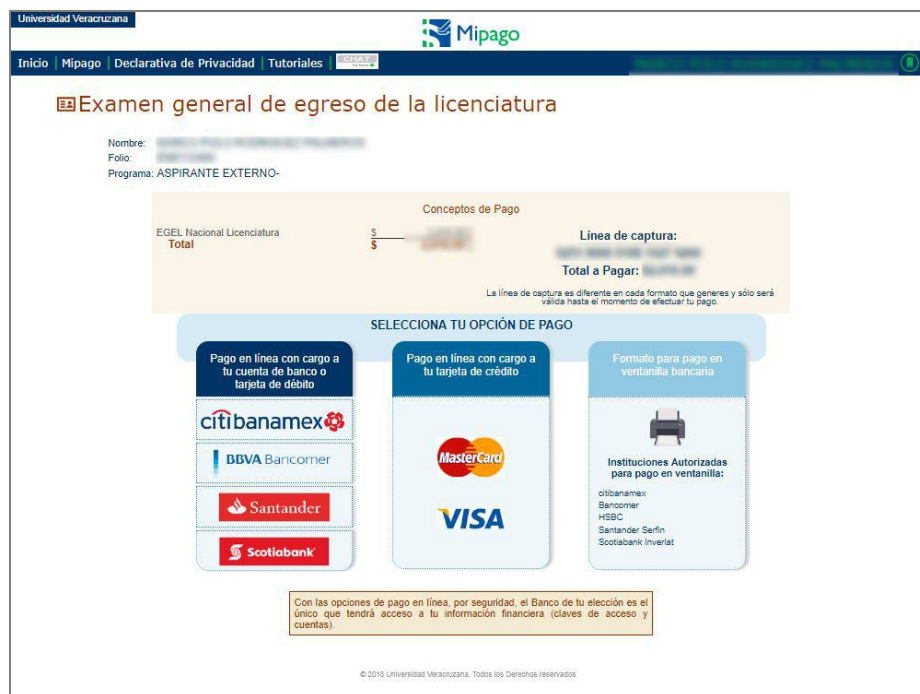 Universidad Veracruzana
Mipago
Inicio | Mipago | Declarativa de Privacidad | Tutoriales | CHAT
Examen general de egreso de la licenciatura
Nombre:
Folio:
Programa: ASPIRANTE EXTERNO-
Conceptos de Pago
EGEL Nacional Licenciatura $
Total $
Línea de captura:
Total a Pagar:
La línea de captura es diferente en cada formato que generes y sólo será
válida hasta el momento de efectuar tu pago.
SELECCIONA TU OPCIÓN DE PAGO
Pago en línea con cargo a
tu cuenta de banco o
tarjeta de débito
citibanamex
BBVA Bancomer
Santander
Scotiabank
Pago en línea con cargo a
tu tarjeta de crédito
MasterCard
VISA
Formato para pago en
ventanilla bancaria
Instituciones Autorizadas
para pago en ventanilla:
citibanamex
Bancomer
HSBC
Santander Serfin
Scotiabank Inverlat
Con las opciones de pago en línea, por seguridad, el Banco de tu elección es el
único que tendrá acceso a tu información financiera (claves de acceso y
cuentas).
© 2018 Universidad Veracruzana. Todos los Derechos reservados